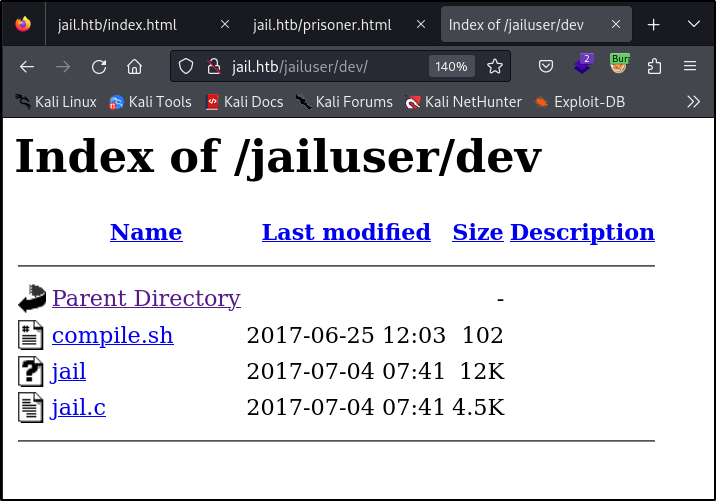 jail.htb/index.html jail.htb/prisoner.html Index of /jailuser/dev
jail.htb/jailuser/dev/ 140% 2 Burp
Kali Linux Kali Tools Kali Docs Kali Forums Kali NetHunter Exploit-DB
Index of /jailuser/dev
Name Last modified Size Description
Parent Directory -
compile.sh 2017-06-25 12:03 102
jail 2017-07-04 07:41 12K
jail.c 2017-07-04 07:41 4.5K